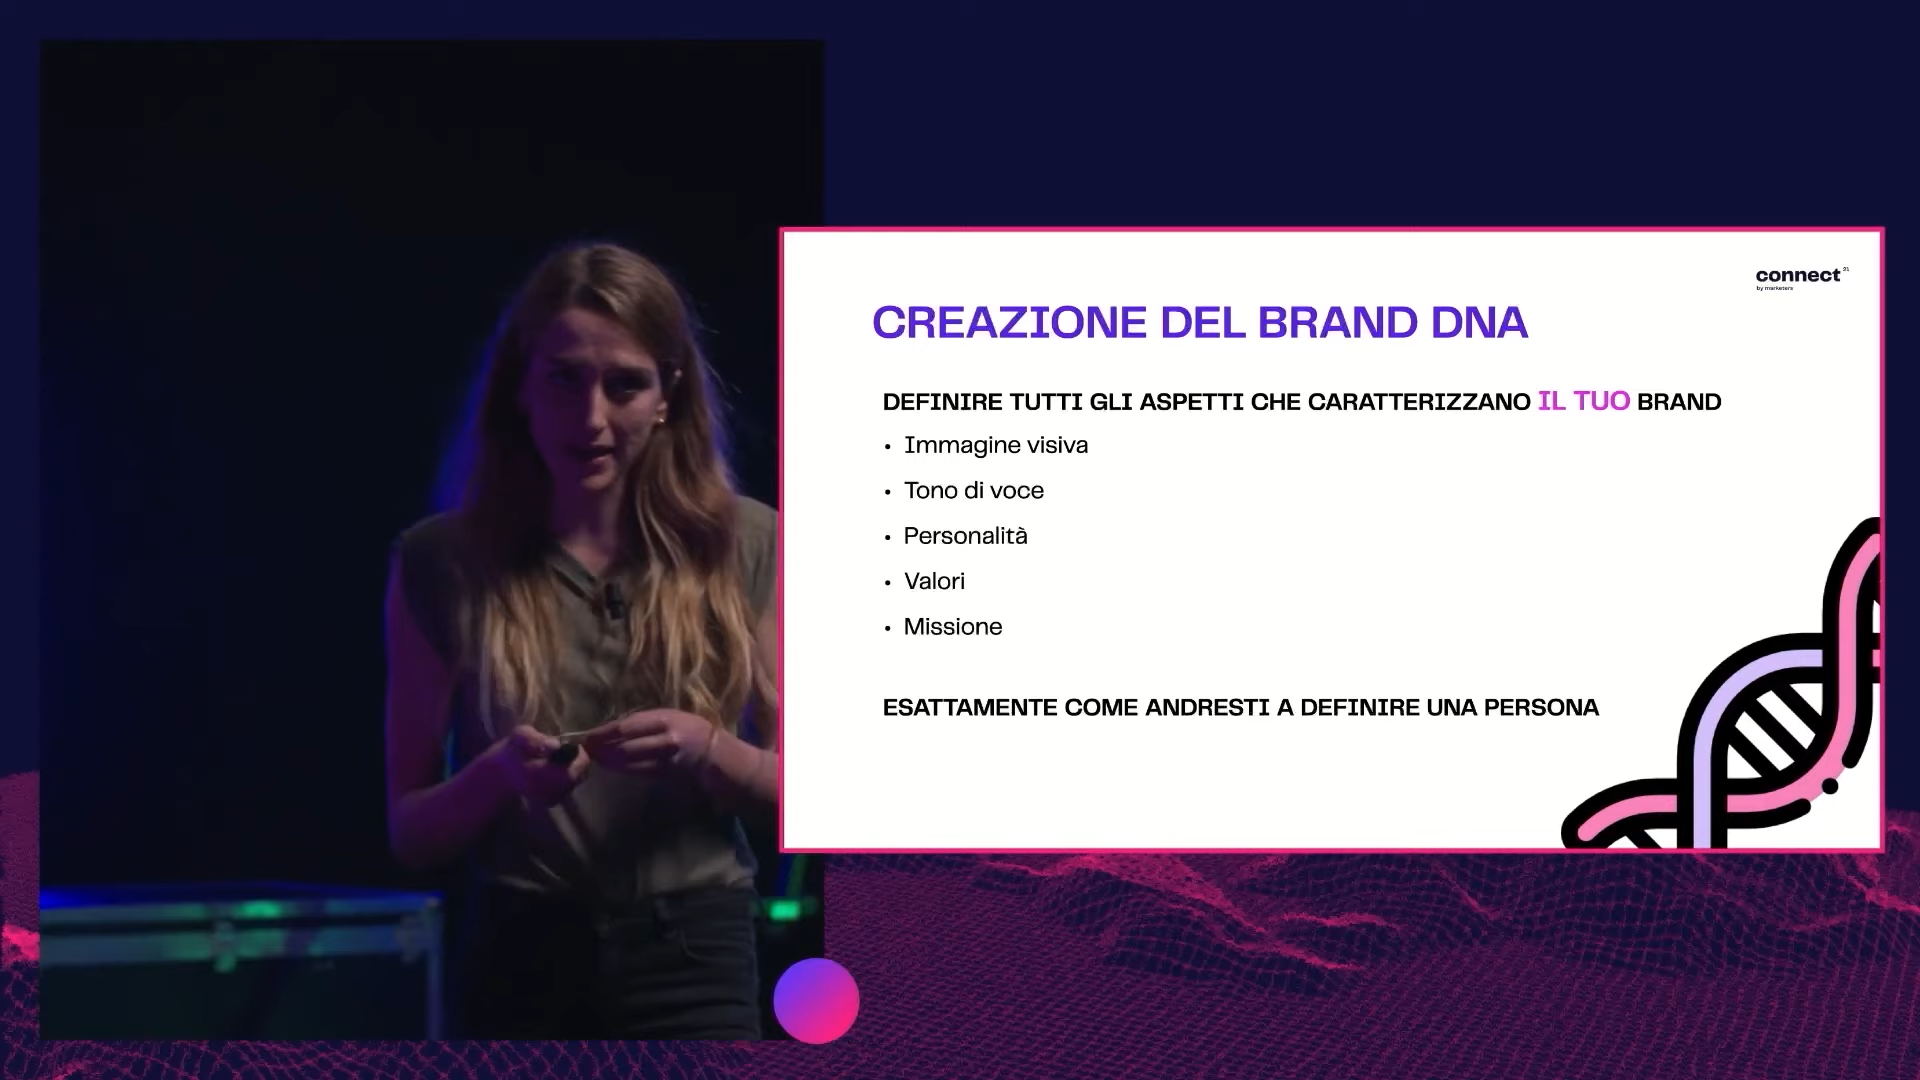 connect 21
by marketers
CREAZIONE DEL BRAND DNA
DEFINIRE TUTTI GLI ASPETTI CHE CARATTERIZZANO IL TUO BRAND
• Immagine visiva
• Tono di voce
• Personalità
• Valori
• Missione
ESATTAMENTE COME ANDRESTI A DEFINIRE UNA PERSONA